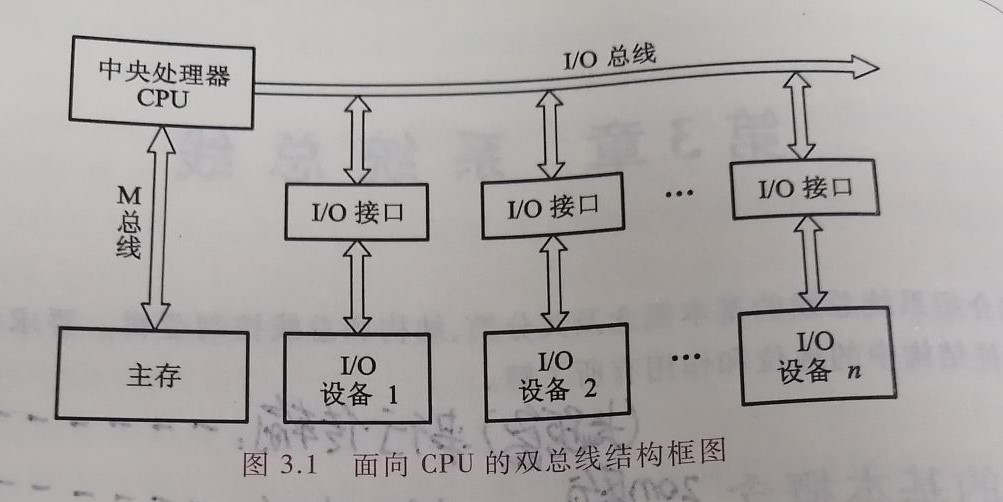 中央处理器
CPU
I/O 总线
M
总
线
I/O 接口
I/O 接口
...
I/O 接口
主存
I/O
设备 1
I/O
设备 2
...
I/O
设备 n
图 3.1 面向 CPU 的双总线结构框图